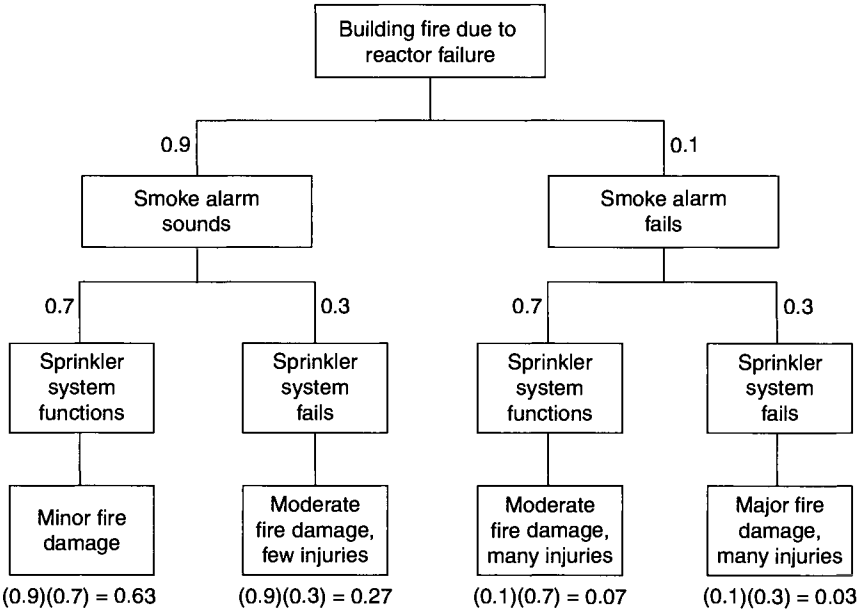 Building fire due to
reactor failure
0.9
0.1
Smoke alarm
sounds
Smoke alarm
fails
0.7
0.3
0.7
0.3
Sprinkler
system
functions
Sprinkler
system
fails
Sprinkler
system
functions
Sprinkler
system
fails
Minor fire
damage
Moderate
fire damage,
few injuries
Moderate
fire damage,
many injuries
Major fire
damage,
many injuries
(0.9)(0.7) = 0.63
(0.9)(0.3) = 0.27
(0.1)(0.7) = 0.07
(0.1)(0.3) = 0.03